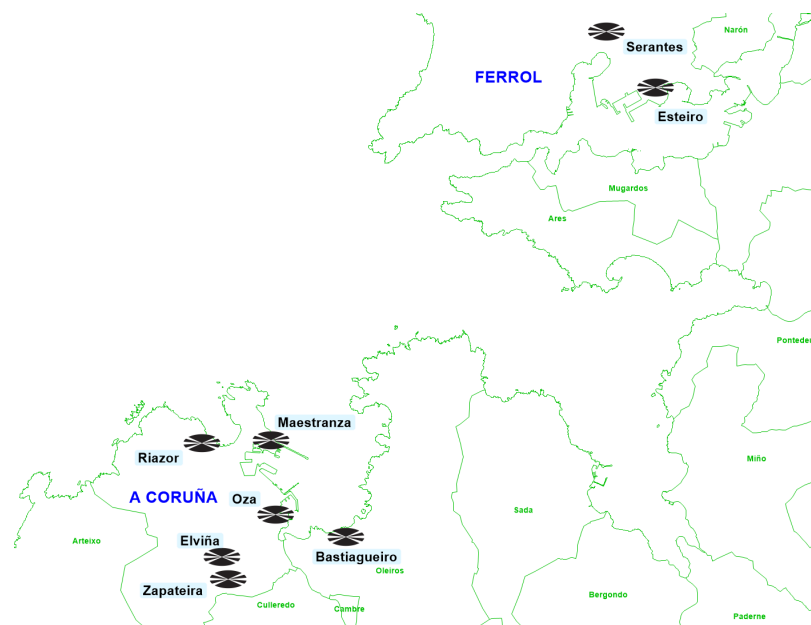 Narón
Serantes
FERROL
Esteiro
Mugardos
Ares
Ponteder
Maestranza
Riazor
Miño
A CORUÑA
Oza
Sada
Elviña
Arteixo
Bastiagueiro
Oleiros
Zapateira
Culleredo
Cambre
Bergondo
Paderne